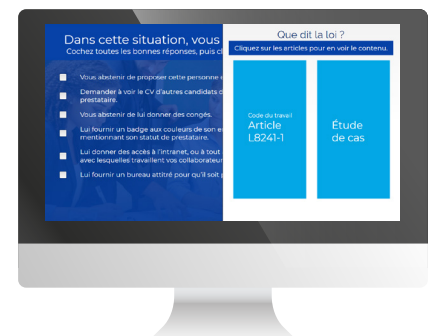 Dans cette situation, vous
Cochez toutes les bonnes réponses, puis cl
Vous abstenir de proposer cette personne e
Demander à voir le CV d'autres candidats d
prestataire.
Vous abstenir de lui donner des congés.
Lui fournir un badge aux couleurs de son e
mentionnant son statut de prestataire.
Lui donner des accès à l'intranet, ou à tout
avec lesquelles travaillent vos collaborateur
Lui fournir un bureau attitré pour qu'il soit p
Que dit la loi ?
Cliquez sur les articles pour en voir le contenu.
Code du travail
Article
L8241-1
Étude
de cas